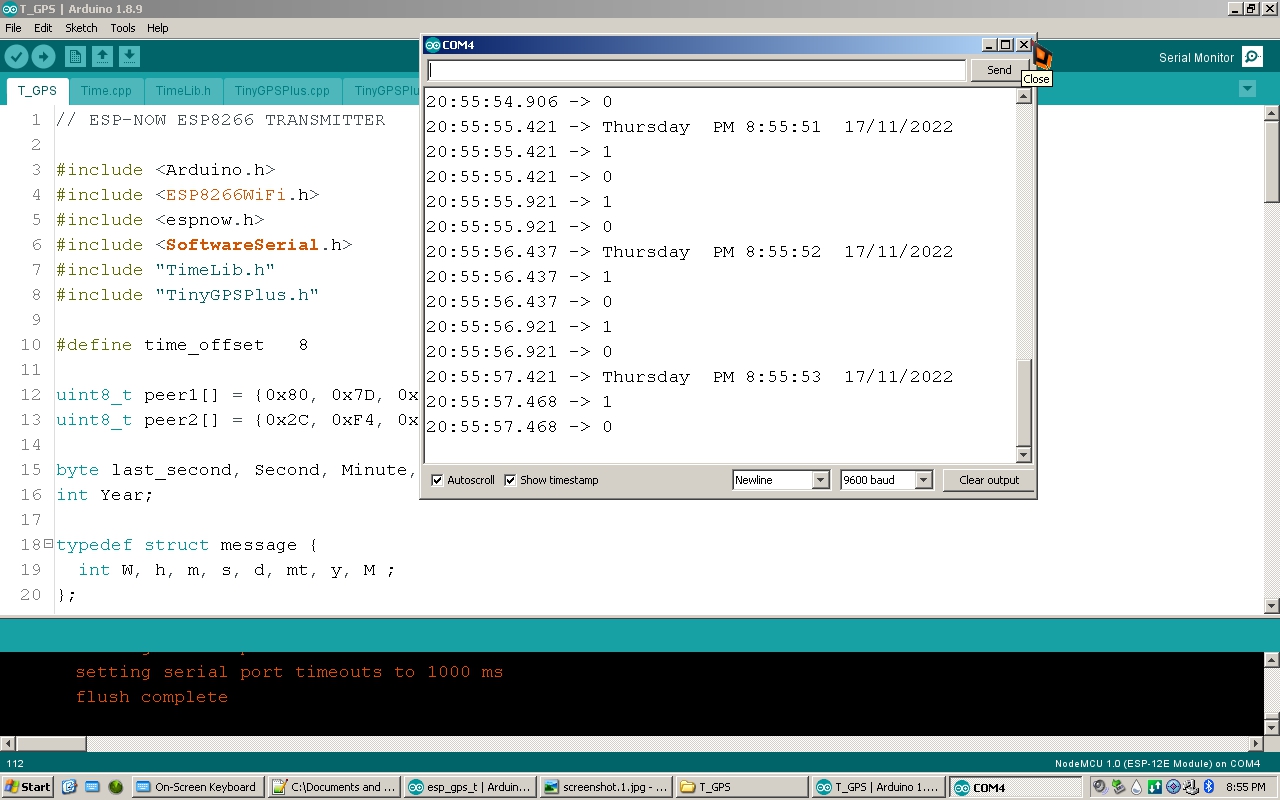 T_GPS | Arduino 1.8.9
File Edit Sketch Tools Help
Serial Monitor
T_GPS Time.cpp TimeLib.h TinyGPSPlus.cpp TinyGPSPlu
1 // ESP-NOW ESP8266 TRANSMITTER
2
3 #include <Arduino.h>
4 #include <ESP8266WiFi.h>
5 #include <espnow.h>
6 #include <SoftwareSerial.h>
7 #include "TimeLib.h"
8 #include "TinyGPSPlus.h"
9
10 #define time_offset 8
11
12 uint8_t peer1[] = {0x80, 0x7D, 0x
13 uint8_t peer2[] = {0x2C, 0xF4, 0x
14
15 byte last_second, Second, Minute,
16 int Year;
17
18 typedef struct message {
19 int W, h, m, s, d, mt, y, M ;
20 };
COM4
Send
Close
20:55:54.906 -> 0
20:55:55.421 -> Thursday PM 8:55:51 17/11/2022
20:55:55.421 -> 1
20:55:55.421 -> 0
20:55:55.921 -> 1
20:55:55.921 -> 0
20:55:56.437 -> Thursday PM 8:55:52 17/11/2022
20:55:56.437 -> 1
20:55:56.437 -> 0
20:55:56.921 -> 1
20:55:56.921 -> 0
20:55:57.421 -> Thursday PM 8:55:53 17/11/2022
20:55:57.468 -> 1
20:55:57.468 -> 0
Autoscroll Show timestamp Newline 9600 baud Clear output
setting serial port timeouts to 1000 ms
flush complete
112 NodeMCU 1.0 (ESP-12E Module) on COM4
Start On-Screen Keyboard C:\Documents and ... esp_gps_t | Arduin... screenshot.1.jpg - ... T_GPS T_GPS | Arduino 1.... COM4 8:55 PM